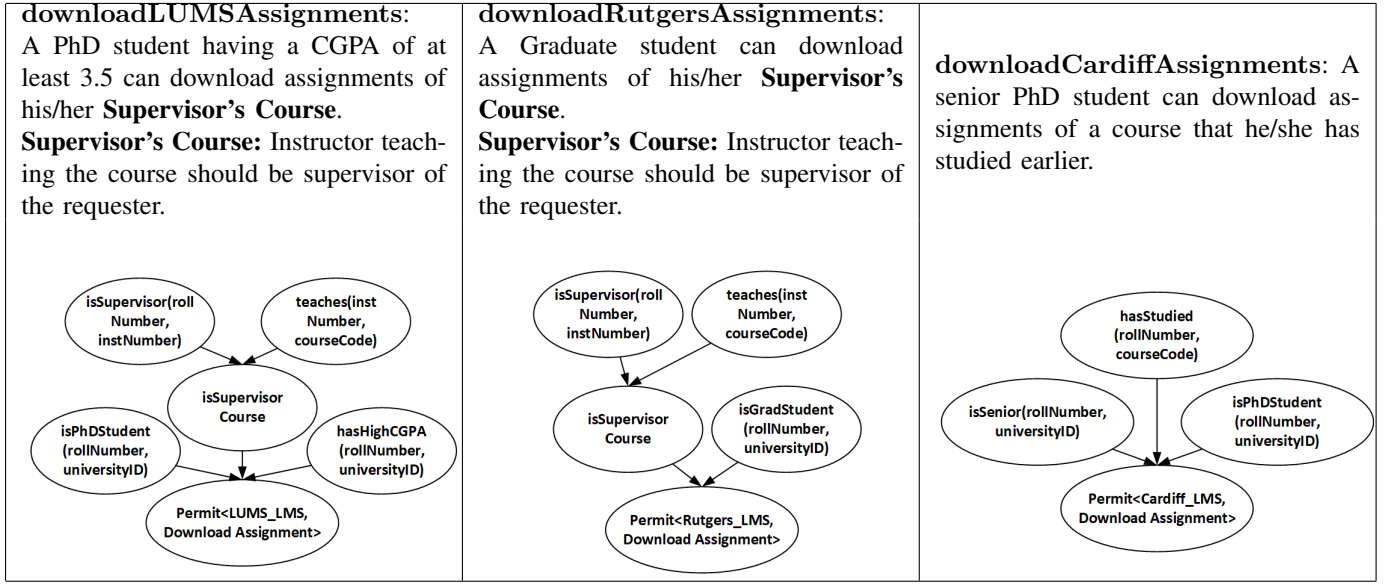 downloadLUMSAssignments:
A PhD student having a CGPA of at
least 3.5 can download assignments of
his/her Supervisor's Course.
Supervisor's Course: Instructor teach-
ing the course should be supervisor of
the requester.
isSupervisor(roll
Number,
instNumber)
teaches(inst
Number,
courseCode)
isSupervisor
Course
isPhDStudent
(rollNumber,
universityID)
hasHighCGPA
(rollNumber,
universityID)
Permit<LUMS_LMS,
Download Assignment>
downloadRutgersAssignments:
A Graduate student can download
assignments of his/her Supervisor's
Course.
Supervisor's Course: Instructor teach-
ing the course should be supervisor of
the requester.
isSupervisor(roll
Number,
instNumber)
teaches(inst
Number,
courseCode)
isSupervisor
Course
isGradStudent
(rollNumber,
universityID)
Permit<Rutgers_LMS,
Download Assignment>
downloadCardiffAssignments: A
senior PhD student can download as-
signments of a course that he/she has
studied earlier.
hasStudied
(rollNumber,
courseCode)
isSenior(rollNumber,
universityID)
isPhDStudent
(rollNumber,
universityID)
Permit<Cardiff_LMS,
Download Assignment>